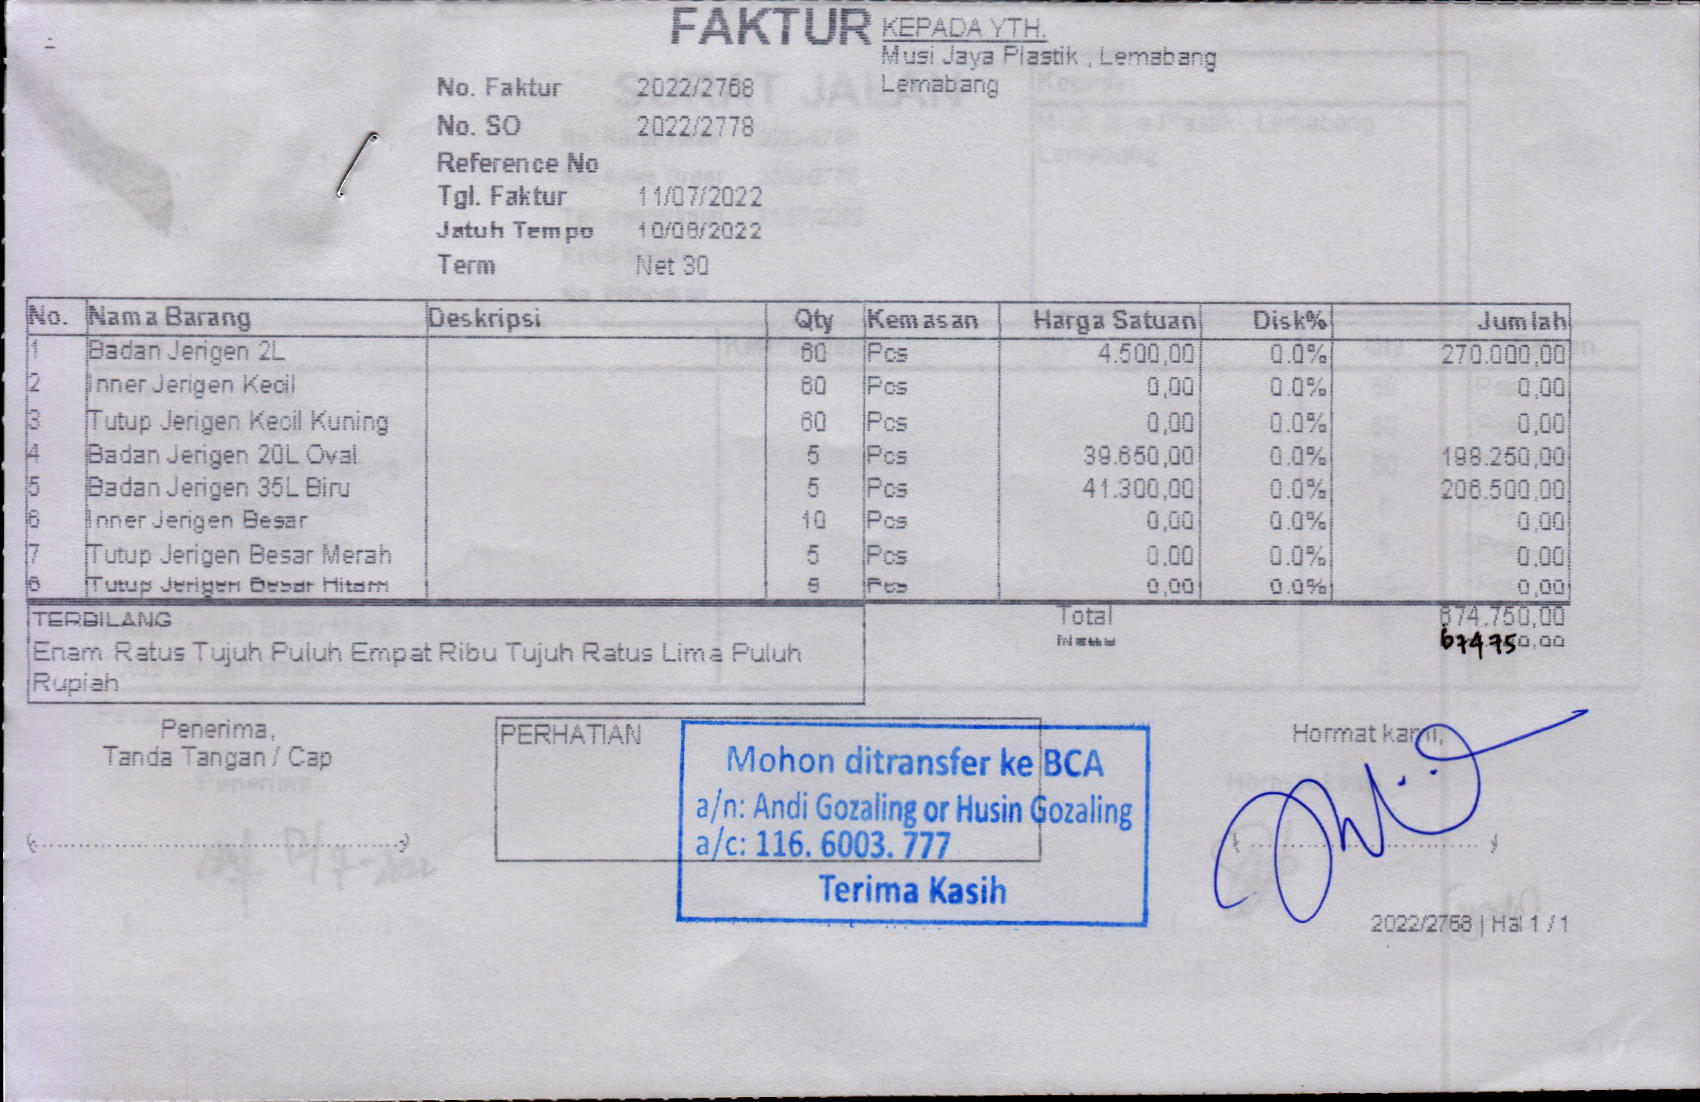 FAKTUR
KEPADA YTH.
Musi Jaya Plastik , Lemabang
Lemabang
No. Faktur 2022/2768
No. SO 2022/2778
Reference No
Tgl. Faktur 11/07/2022
Jatuh Tempo 10/08/2022
Term Net 30
No. Nama Barang Deskripsi Qty Kemasan Harga Satuan Disk% Jumlah
1 Badan Jerigen 2L 60 Pcs 4.500,00 0.0% 270.000,00
2 Inner Jerigen Kecil 60 Pcs 0,00 0.0% 0,00
3 Tutup Jerigen Kecil Kuning 60 Pcs 0,00 0.0% 0,00
4 Badan Jerigen 20L Oval 5 Pcs 39.650,00 0.0% 198.250,00
5 Badan Jerigen 35L Biru 5 Pcs 41.300,00 0.0% 206.500,00
6 Inner Jerigen Besar 10 Pcs 0,00 0.0% 0,00
7 Tutup Jerigen Besar Merah 5 Pcs 0,00 0.0% 0,00
8 Tutup Jerigen Besar Hitam 5 Pcs 0,00 0.0% 0,00
TERBILANG
Enam Ratus Tujuh Puluh Empat Ribu Tujuh Ratus Lima Puluh
Rupiah
Total 674.750,00
Netto 674750,00
Penerima,
Tanda Tangan / Cap
PERHATIAN
Mohon ditransfer ke BCA
a/n: Andi Gozaling or Husin Gozaling
a/c: 116. 6003. 777
Terima Kasih
Hormat kami,
2022/2768 | Hal 1 / 1